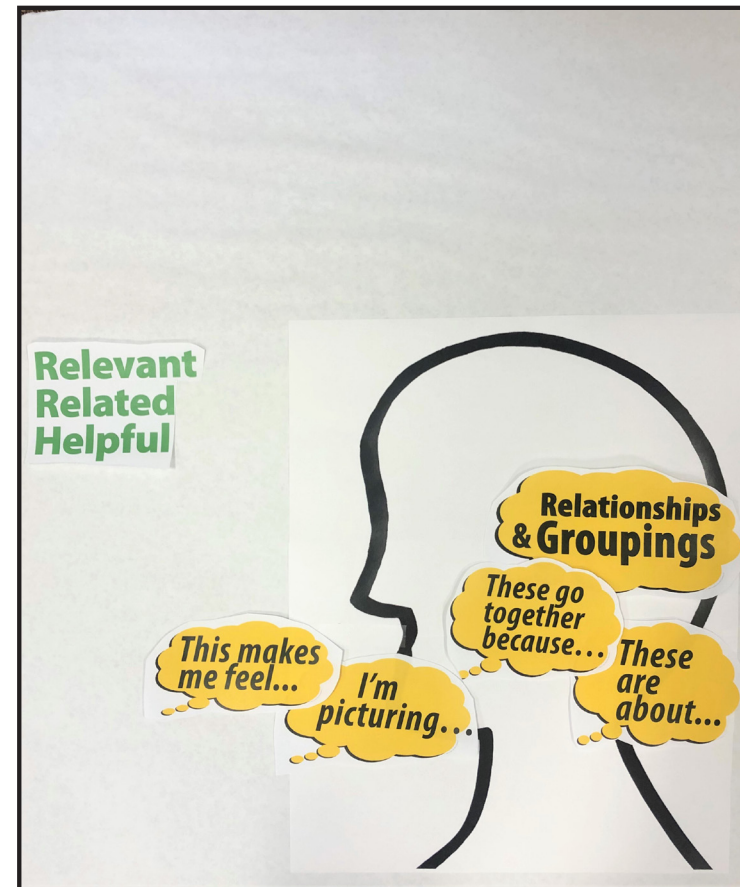 Relevant
Related
Helpful
Relationships
& Groupings
These go
together
because...
This makes
me feel...
I'm
picturing...
These
are
about...